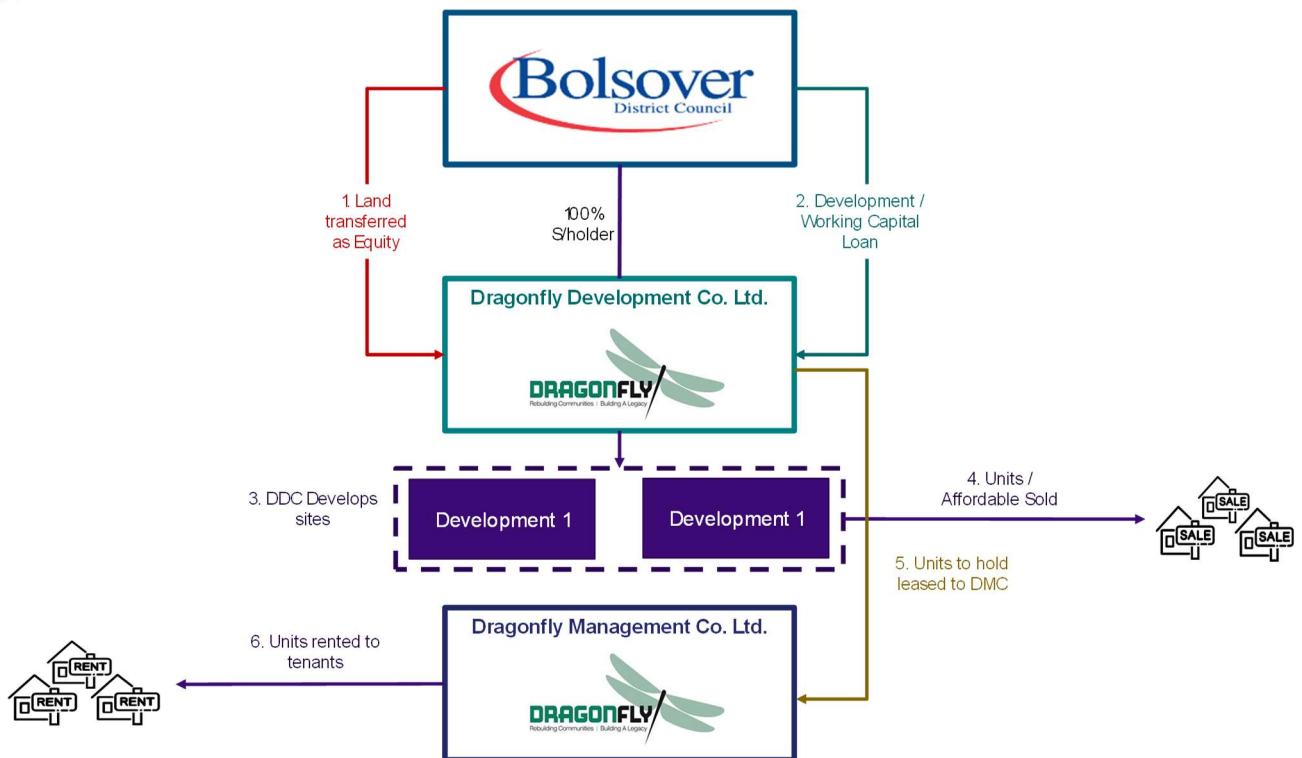 Bolsover
District Council
1. Land
transferred
as Equity
100%
S/holder
2. Development /
Working Capital
Loan
Dragonfly Development Co. Ltd.
DRAGONFLY
Rebuilding Communities | Building A Legacy
3. DDC Develops
sites
Development 1
Development 1
4. Units /
Affordable Sold
SALE
SALE
SALE
5. Units to hold
leased to DMC
Dragonfly Management Co. Ltd.
6. Units rented to
tenants
RENT
RENT
RENT
DRAGONFLY
Rebuilding Communities | Building A Legacy